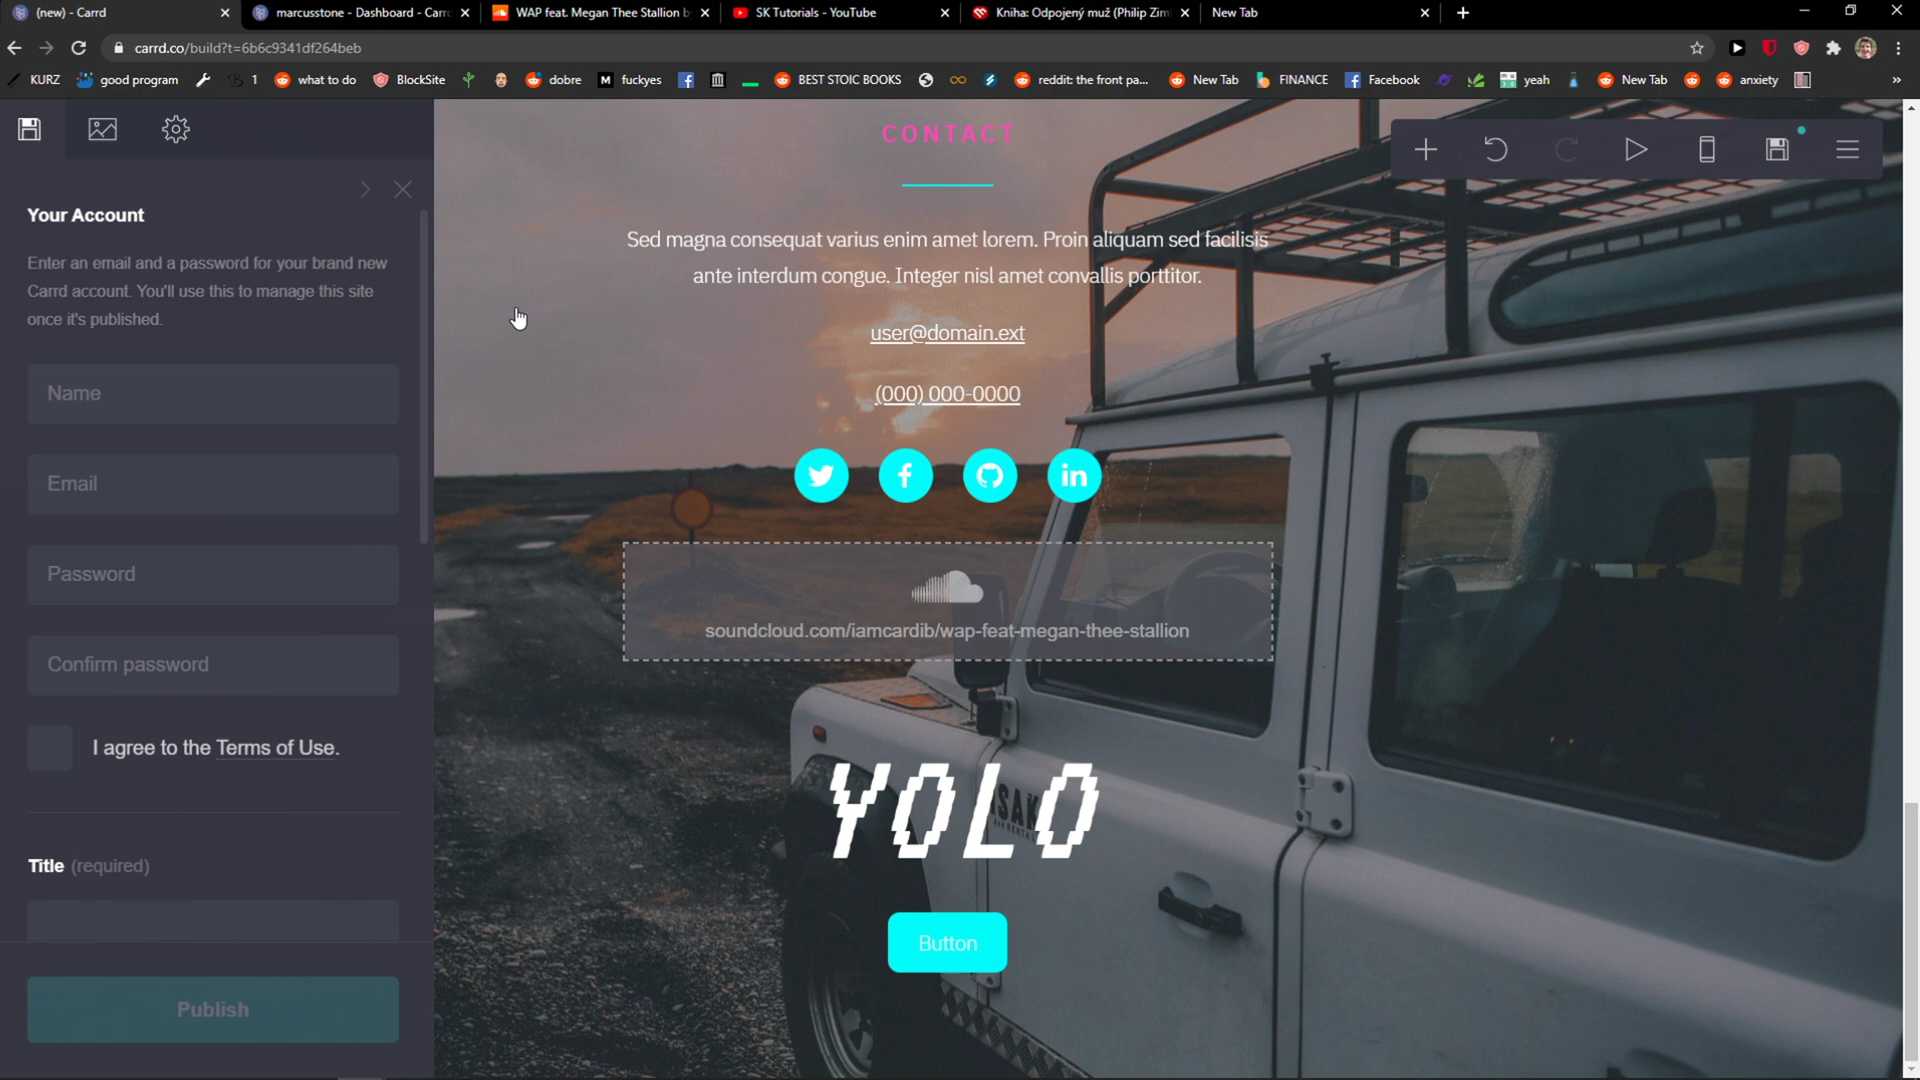 (new) - Carrd
marcusstone - Dashboard - Carrd
WAP feat. Megan Thee Stallion b
SK Tutorials - YouTube
Kniha: Odpojený muž (Philip Zim
New Tab
carrd.co/build?t=6b6c9341df264beb
KURZ
good program
1
what to do
BlockSite
dobre
fuckyes
BEST STOIC BOOKS
reddit: the front pa...
New Tab
FINANCE
Facebook
yeah
New Tab
anxiety
»
Your Account
Enter an email and a password for your brand new
Carrd account. You'll use this to manage this site
once it's published.
Name
Email
Password
Confirm password
I agree to the Terms of Use.
Title (required)
Publish
CONTACT
Sed magna consequat varius enim amet lorem. Proin aliquam sed facilisis
ante interdum congue. Integer nisl amet convallis porttitor.
user@domain.ext
(000) 000-0000
soundcloud.com/iamcardib/wap-feat-megan-thee-stallion
YOLO
Button